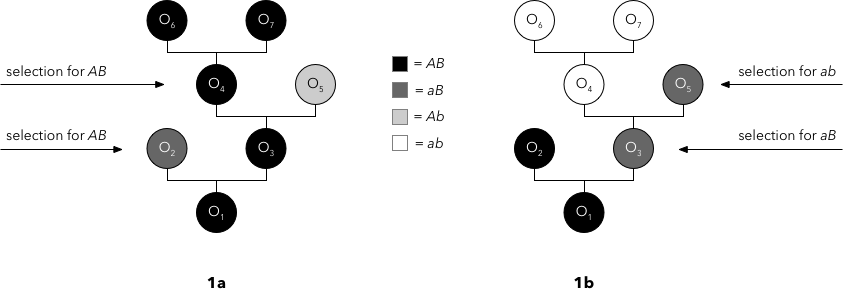 O6 O7
O6 O7
selection for AB
O4 O5
= AB
= aB
= Ab
= ab
O4 O5
selection for ab
selection for AB
O2 O3
O2 O3
selection for aB
O1
O1
1a
1b